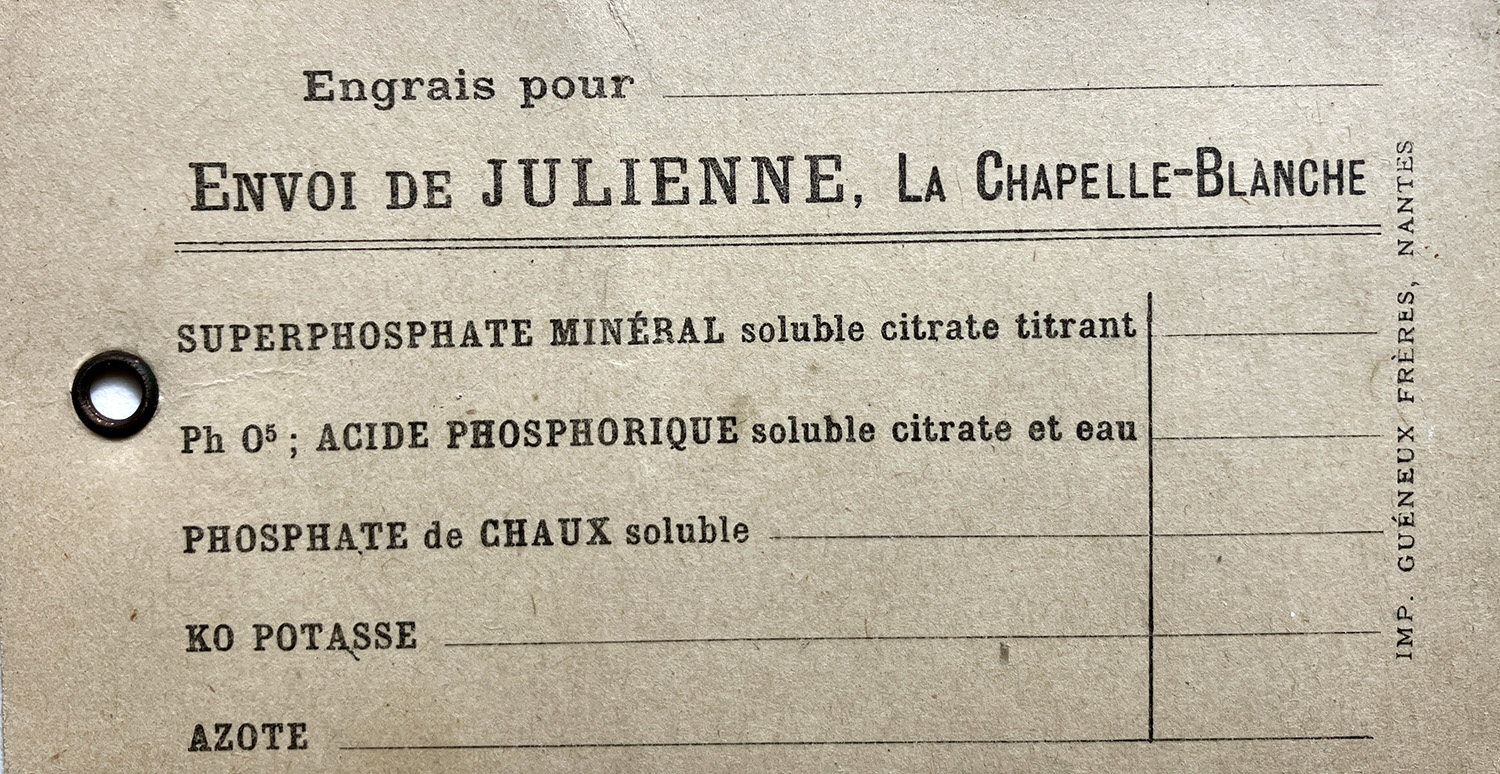 Engrais pour
ENVOI DE JULIENNE, LA CHAPELLE-BLANCHE
SUPERPHOSPHATE MINÉRAL soluble citrate titrant
Ph O⁵ ; ACIDE PHOSPHORIQUE soluble citrate et eau
PHOSPHATE de CHAUX soluble
KO POTASSE
AZOTE
IMP. GUÉNEUX FRÈRES, NANTES